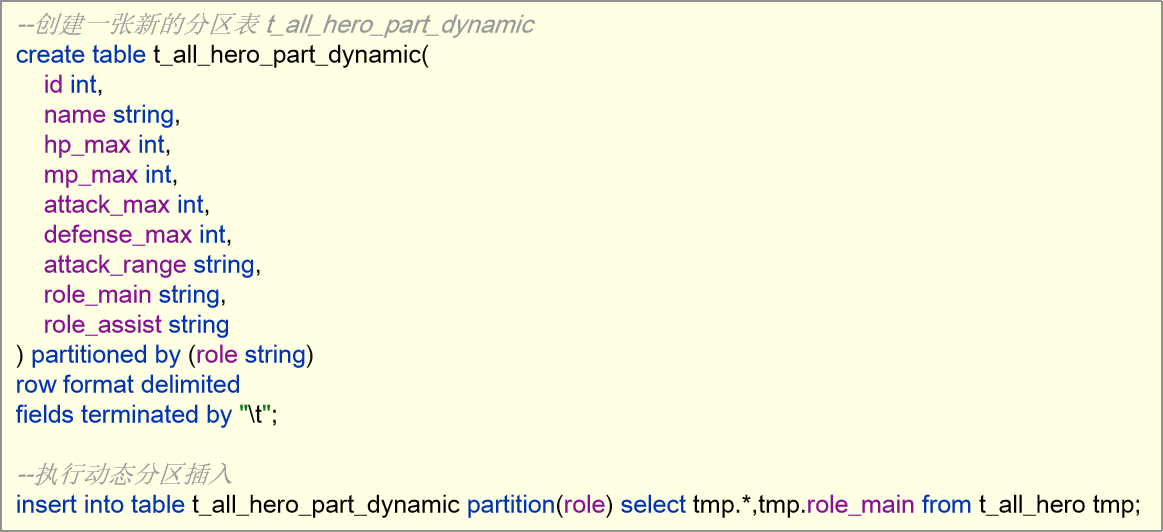 --创建一张新的分区表 t_all_hero_part_dynamic
create table t_all_hero_part_dynamic(
    id int,
    name string,
    hp_max int,
    mp_max int,
    attack_max int,
    defense_max int,
    attack_range string,
    role_main string,
    role_assist string
) partitioned by (role string)
row format delimited
fields terminated by "\t";

--执行动态分区插入
insert into table t_all_hero_part_dynamic partition(role) select tmp.*,tmp.role_main from t_all_hero tmp;